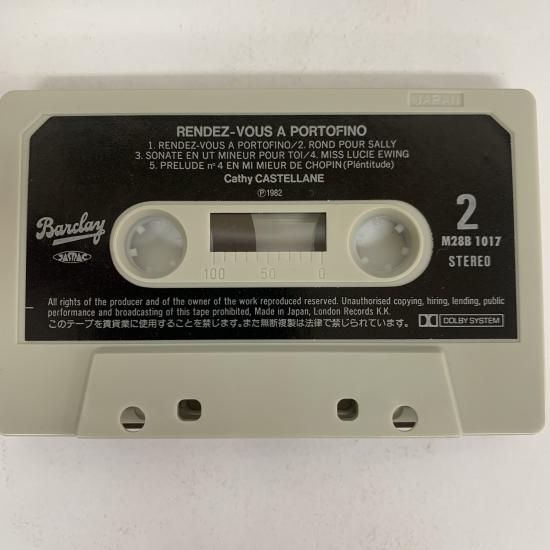 JAPAN
RENDEZ-VOUS A PORTOFINO
1. RENDEZ-VOUS A PORTOFINO/2. ROND POUR SALLY
3. SONATE EN UT MINEUR POUR TOI/4. MISS LUCIE EWING
5. PRELUDE n°4 EN MI MIEUR DE CHOPIN(Pléntitude)
Cathy CASTELLANE
Ⓟ1982
Barclay
JASRAC
2
M28B 1017
STEREO
100 50 0
All rights of the producer and of the owner of the work reproduced reserved. Unauthorised copying, hiring, lending, public
performance and broadcasting of this tape prohibited, Made in Japan, London Records K.K.
このテープを賃貸業に使用することを禁じます。また無断複製は法律で禁じられています。
DOLBY SYSTEM